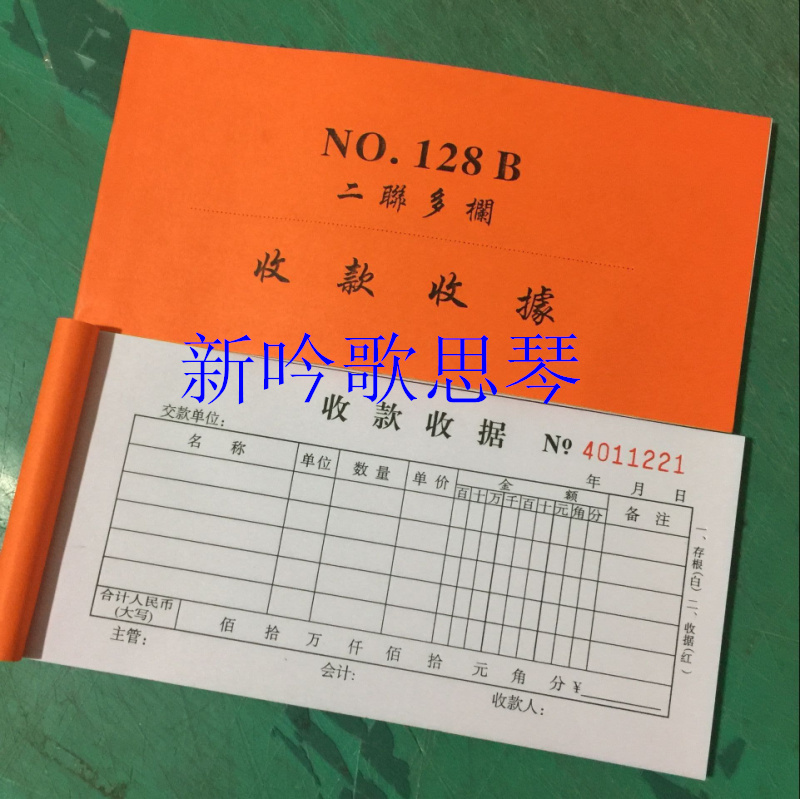 NO. 128 B
二聯多欄
收款收據
新吟歌思琴
收款收据 № 4011221
交款单位： 年 月 日
名称 单位 数量 单价 金额 备注
百十万千百十元角分
合计人民币(大写) 佰 拾 万 仟 佰 拾 元 角 分 ¥
主管： 会计： 收款人：
一、存根(白) 二、收据(红)